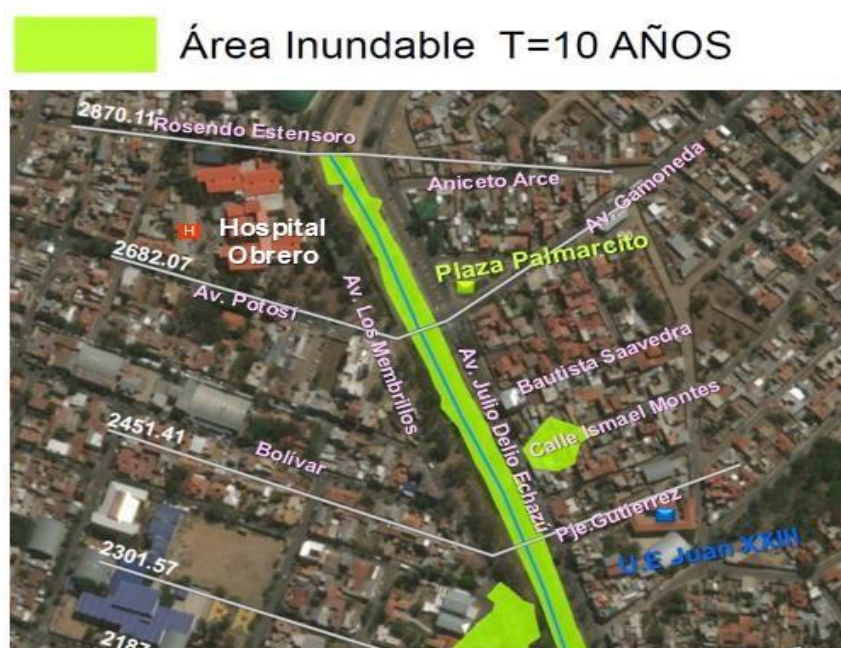 Área Inundable T=10 AÑOS
2870.11
Rosendo Estensoro
Aniceto Arce
Av. Gamoneda
H
Hospital
Obrero
2682.07
Av. Potosí
Plaza Palmarcito
Av. Los Membrillos
Av. Julio Delio Echazú
Bautista Saavedra
Calle Ismael Montes
2451.41
Bolívar
Pje.Gutierrez
U.E Juan XXIII
2301.57
2187